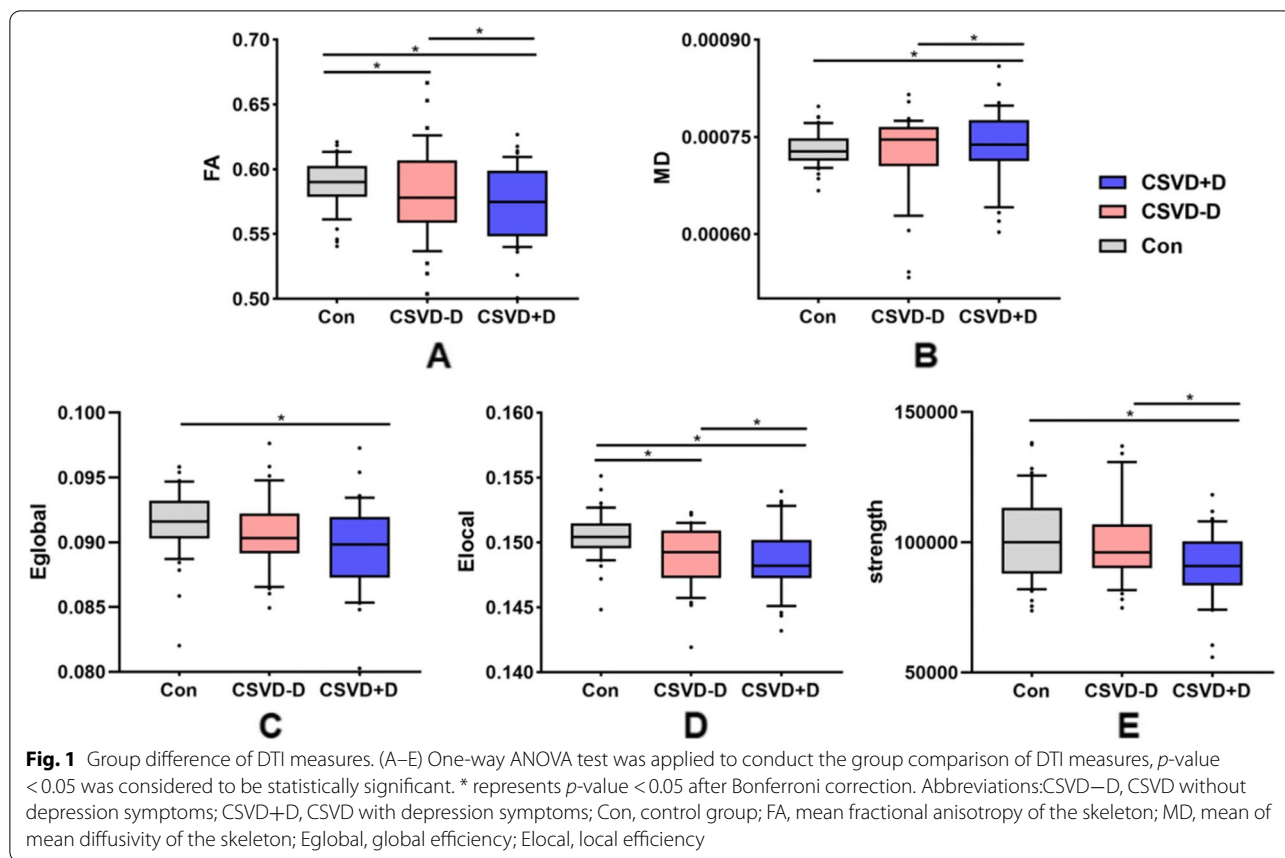 0.70
0.65
0.60
0.55
0.50
FA
*
*
*
Con CSVD-D CSVD+D
A
0.00090
0.00075
0.00060
MD
*
*
Con CSVD-D CSVD+D
B
CSVD+D
CSVD-D
Con
0.100
0.095
0.090
0.085
0.080
Eglobal
*
Con CSVD-D CSVD+D
C
0.160
0.155
0.150
0.145
0.140
Elocal
*
*
*
Con CSVD-D CSVD+D
D
150000
100000
50000
strength
*
*
Con CSVD-D CSVD+D
E
Fig. 1 Group difference of DTI measures. (A–E) One-way ANOVA test was applied to conduct the group comparison of DTI measures, p-value
<0.05 was considered to be statistically significant. * represents p-value <0.05 after Bonferroni correction. Abbreviations:CSVD—D, CSVD without
depression symptoms; CSVD+D, CSVD with depression symptoms; Con, control group; FA, mean fractional anisotropy of the skeleton; MD, mean of
mean diffusivity of the skeleton; Eglobal, global efficiency; Elocal, local efficiency